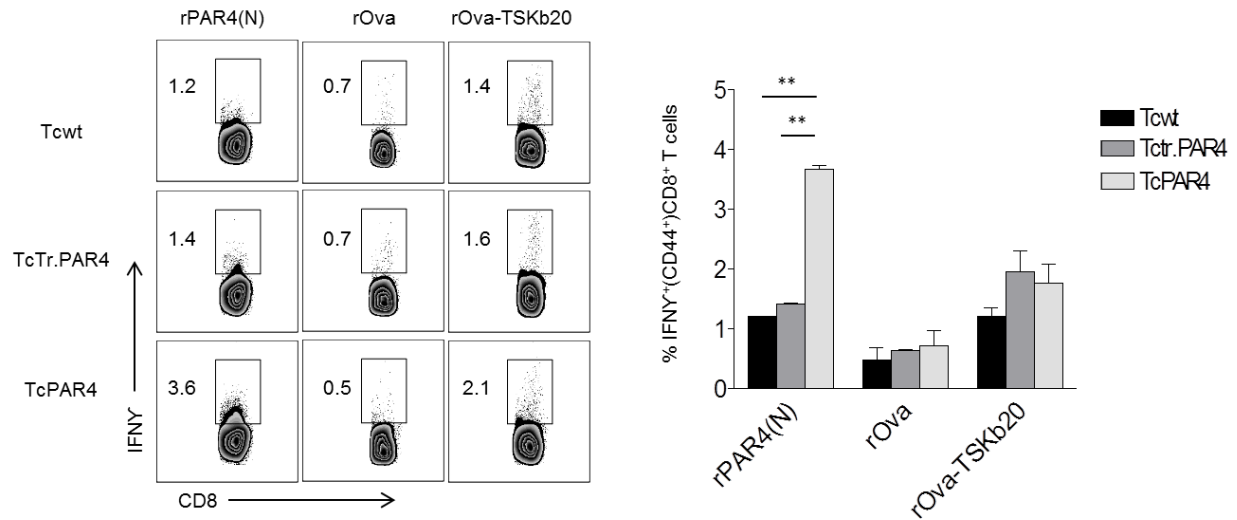 rPAR4(N) rOva rOva-TSKb20
Tcwt 1.2 0.7 1.4
TcTr.PAR4 1.4 0.7 1.6
TcPAR4 3.6 0.5 2.1
IFNY
CD8
% IFNY⁺(CD44⁺)CD8⁺ T cells
5
4
3
2
1
0
**
**
rPAR4(N) rOva rOva-TSKb20
Tcwt
Tctr.PAR4
TcPAR4